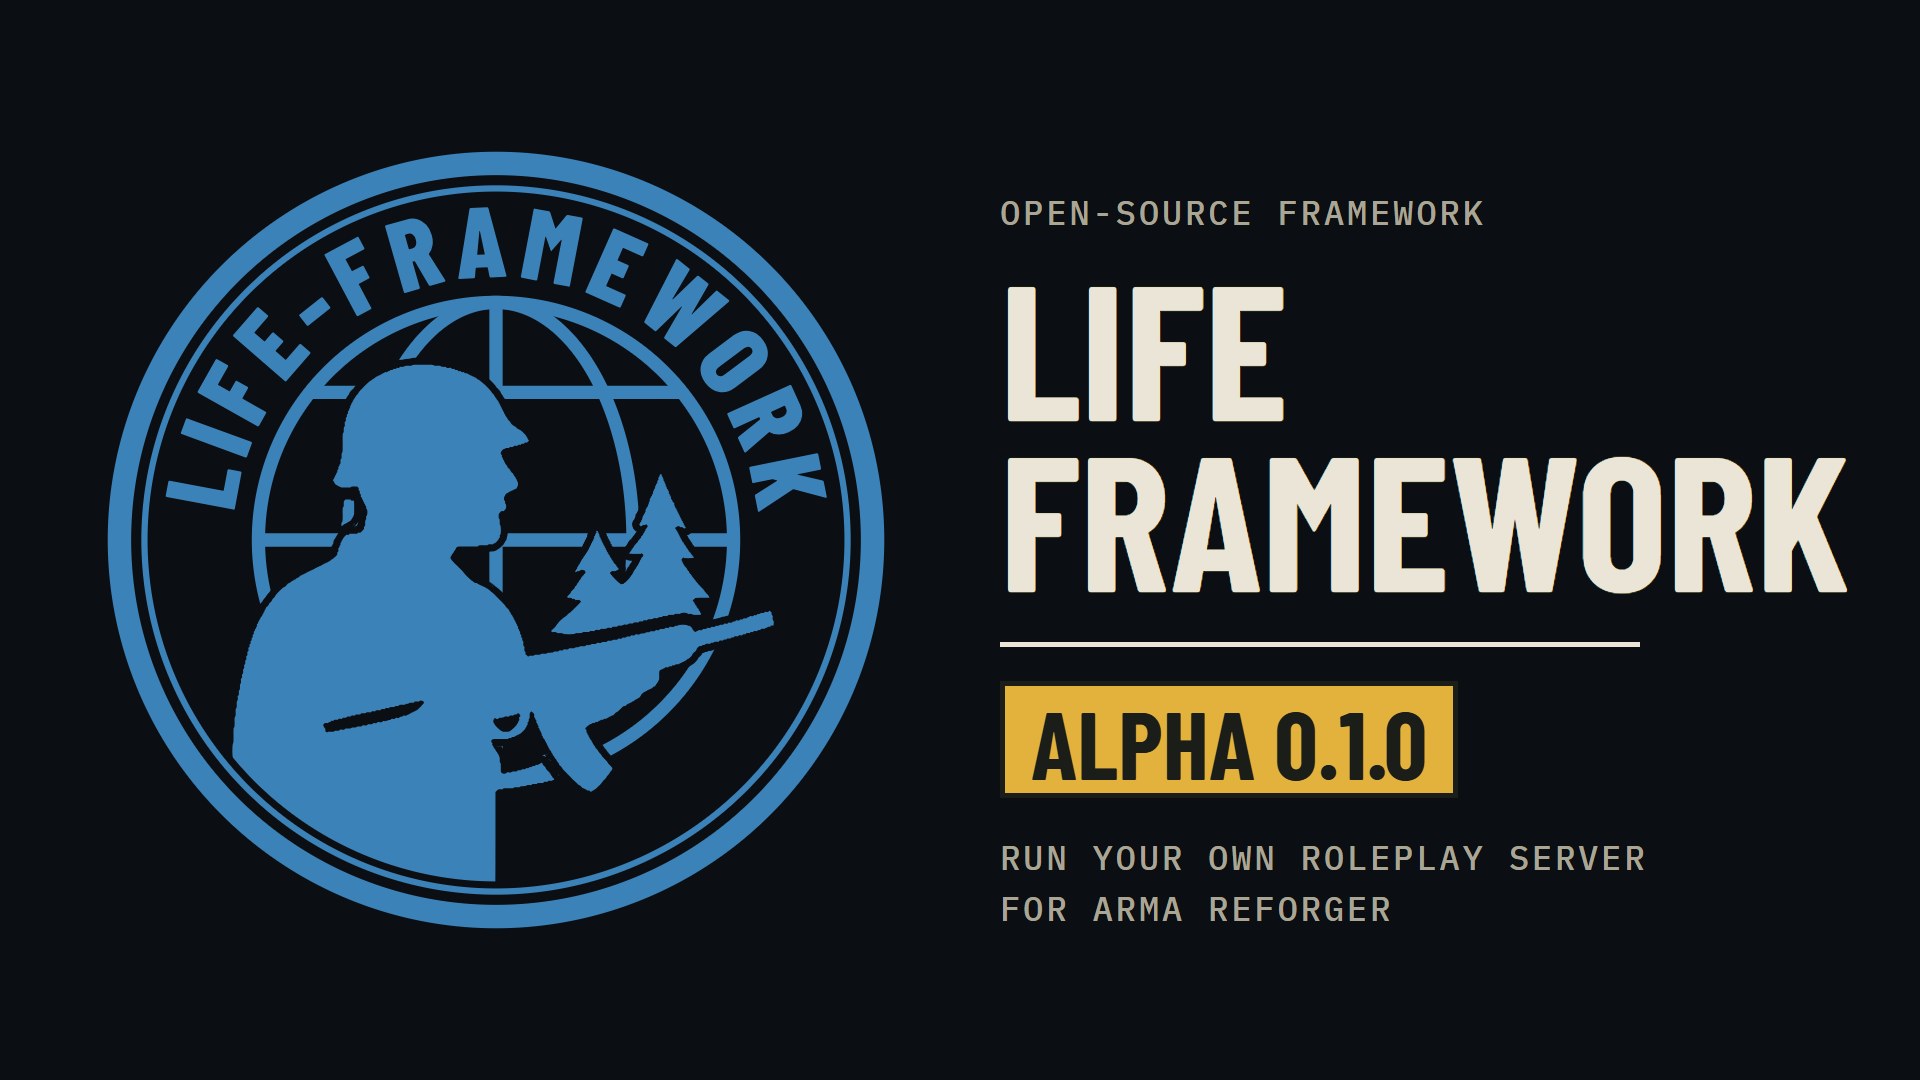 LIFE-FRAMEWORK
OPEN-SOURCE FRAMEWORK
LIFE
FRAMEWORK
ALPHA 0.1.0
RUN YOUR OWN ROLEPLAY SERVER
FOR ARMA REFORGER